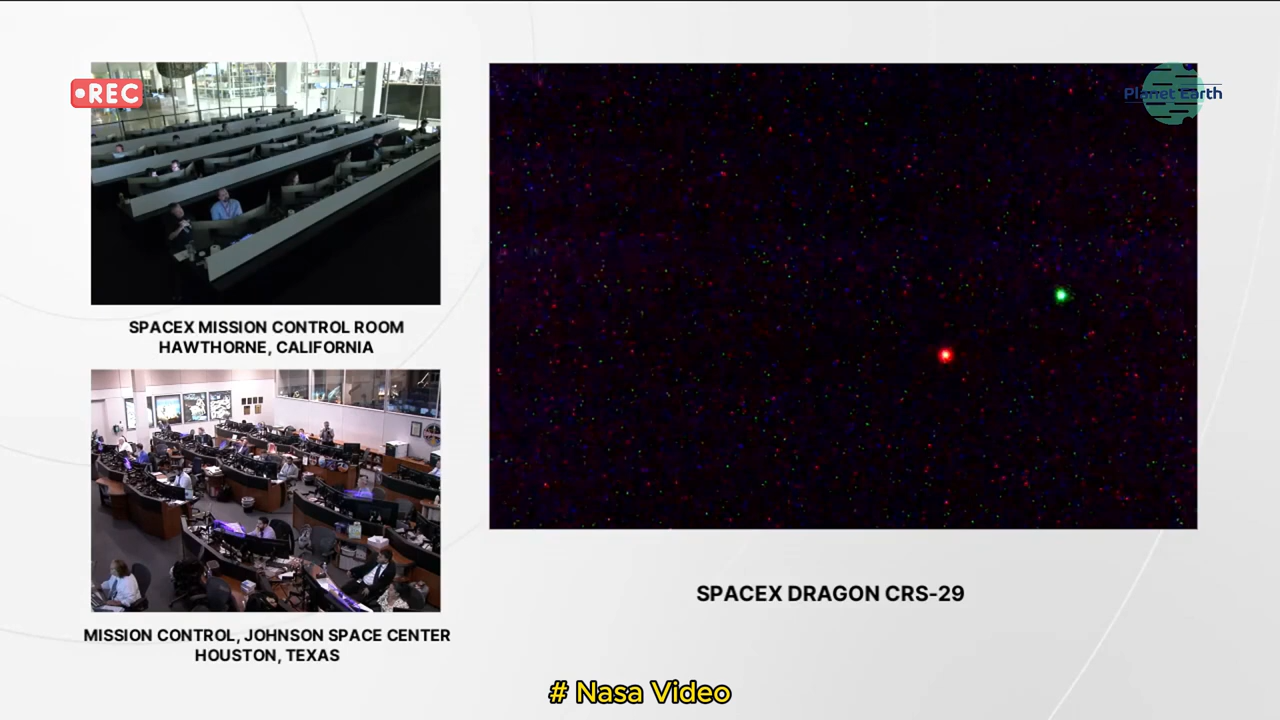 REC
Planet Earth
SPACEX MISSION CONTROL ROOM
HAWTHORNE, CALIFORNIA
MISSION CONTROL, JOHNSON SPACE CENTER
HOUSTON, TEXAS
SPACEX DRAGON CRS-29
# Nasa Video